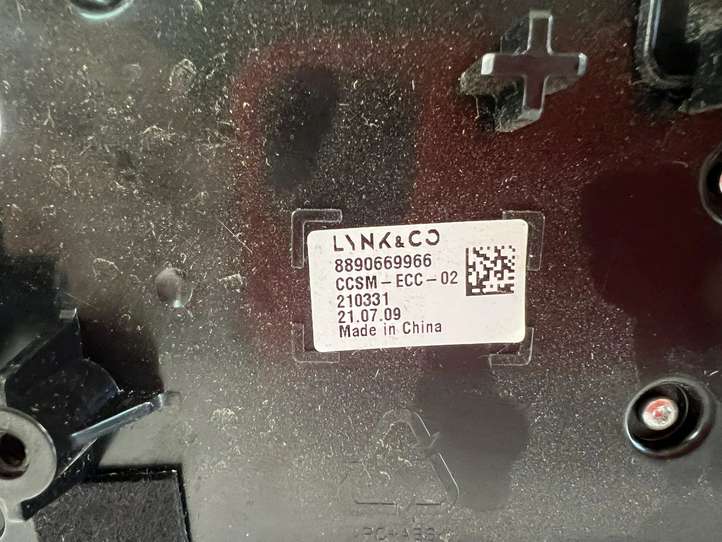 LYNK&CO
8890669966
CCSM-ECC-02
210331
21.07.09
Made in China